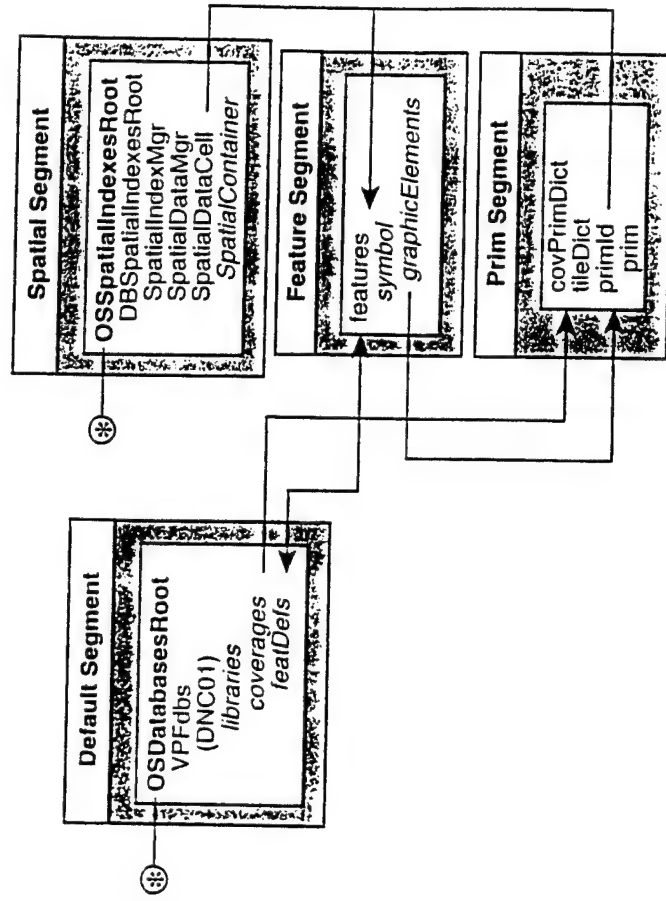 Default Segment
OSDatabasesRoot
VPFdbs
(DNC01)
libraries
coverages
featDefs
Spatial Segment
OSSpatialIndexesRoot
DBSpatialIndexesRoot
SpatialIndexMgr
SpatialDataMgr
SpatialDataCell
SpatialContainer
Feature Segment
features
symbol
graphicElements
Prim Segment
covPrimDict
tileDict
primId
prim